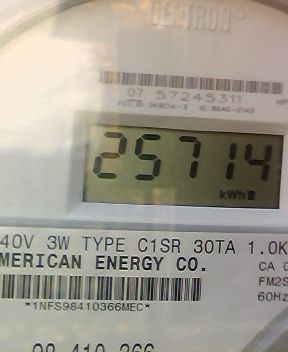 CENTRON®
07 57245311
25714
kWh
40V 3W TYPE C1SR 30TA 1.0K
MERICAN ENERGY CO.
CA 0
FM2S
60Hz
*1NFS98410366MEC*
98 410 366